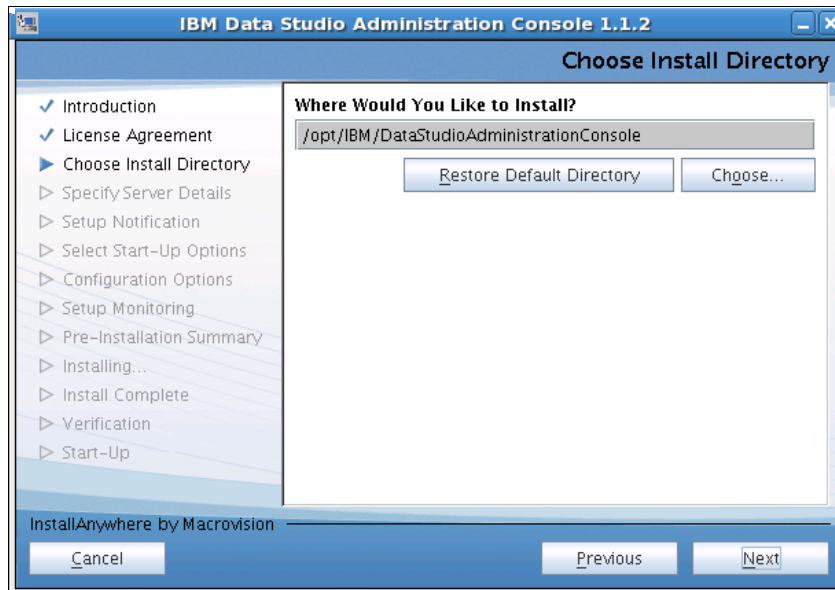 IBM Data Studio Administration Console 1.1.2
Choose Install Directory
Introduction
License Agreement
Choose Install Directory
Specify Server Details
Setup Notification
Select Start-Up Options
Configuration Options
Setup Monitoring
Pre-Installation Summary
Installing...
Install Complete
Verification
Start-Up
Where Would You Like to Install?
/opt/IBM/DataStudioAdministrationConsole
Restore Default Directory
Choose...
InstallAnywhere by Macrovision
Cancel
Previous
Next